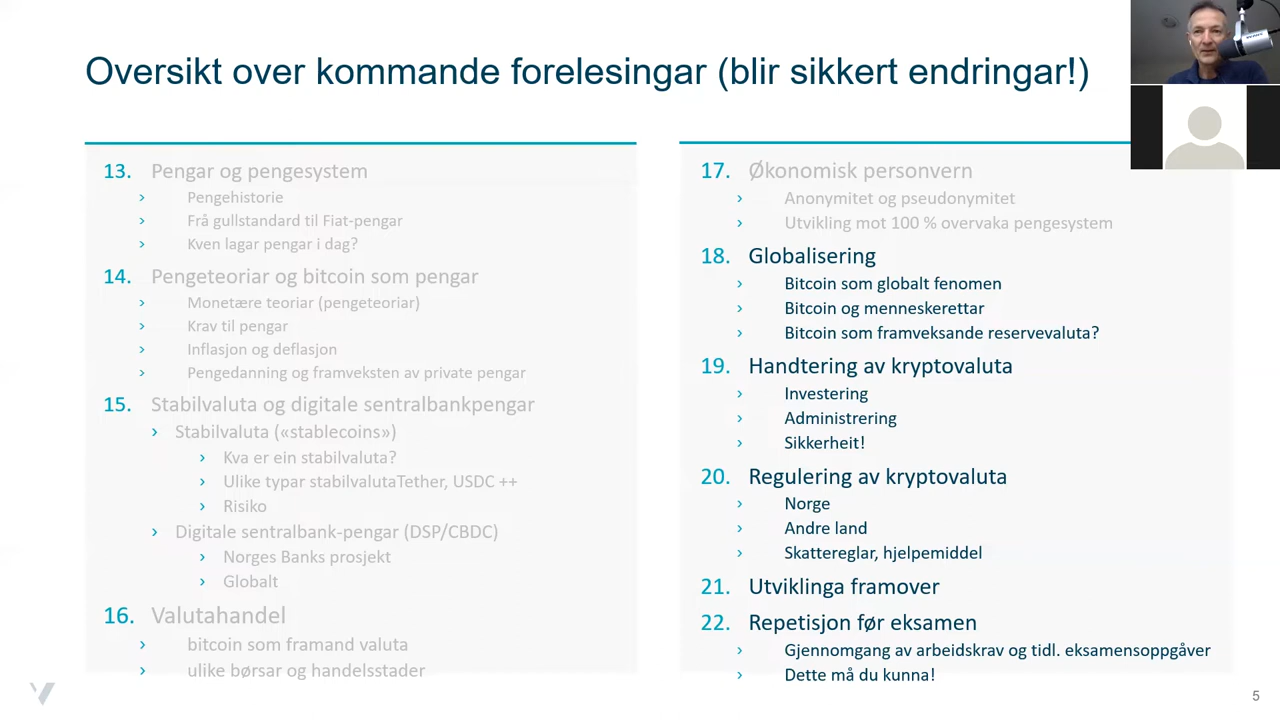 Oversikt over kommande forelesingar (blir sikkert endringar!)
13. Pengar og pengesystem
› Pengehistorie
› Frå gullstandard til Fiat-pengar
› Kven lagar pengar i dag?
14. Pengeteoriar og bitcoin som pengar
› Monetære teoriar (pengeteoriar)
› Krav til pengar
› Inflasjon og deflasjon
› Pengedanning og framveksten av private pengar
15. Stabilvaluta og digitale sentralbankpengar
› Stabilvaluta («stablecoins»)
› Kva er ein stabilvaluta?
› Ulike typar stabilvalutaTether, USDC ++
› Risiko
› Digitale sentralbank-pengar (DSP/CBDC)
› Norges Banks prosjekt
› Globalt
16. Valutahandel
› bitcoin som framand valuta
› ulike børsar og handelsstader
17. Økonomisk personvern
› Anonymitet og pseudonymitet
› Utvikling mot 100 % overvaka pengesystem
18. Globalisering
› Bitcoin som globalt fenomen
› Bitcoin og menneskerettar
› Bitcoin som framveksande reservevaluta?
19. Handtering av kryptovaluta
› Investering
› Administrering
› Sikkerheit!
20. Regulering av kryptovaluta
› Norge
› Andre land
› Skattereglar, hjelpemiddel
21. Utviklinga framover
22. Repetisjon før eksamen
› Gjennomgang av arbeidskrav og tidl. eksamensoppgåver
› Dette må du kunna!
5